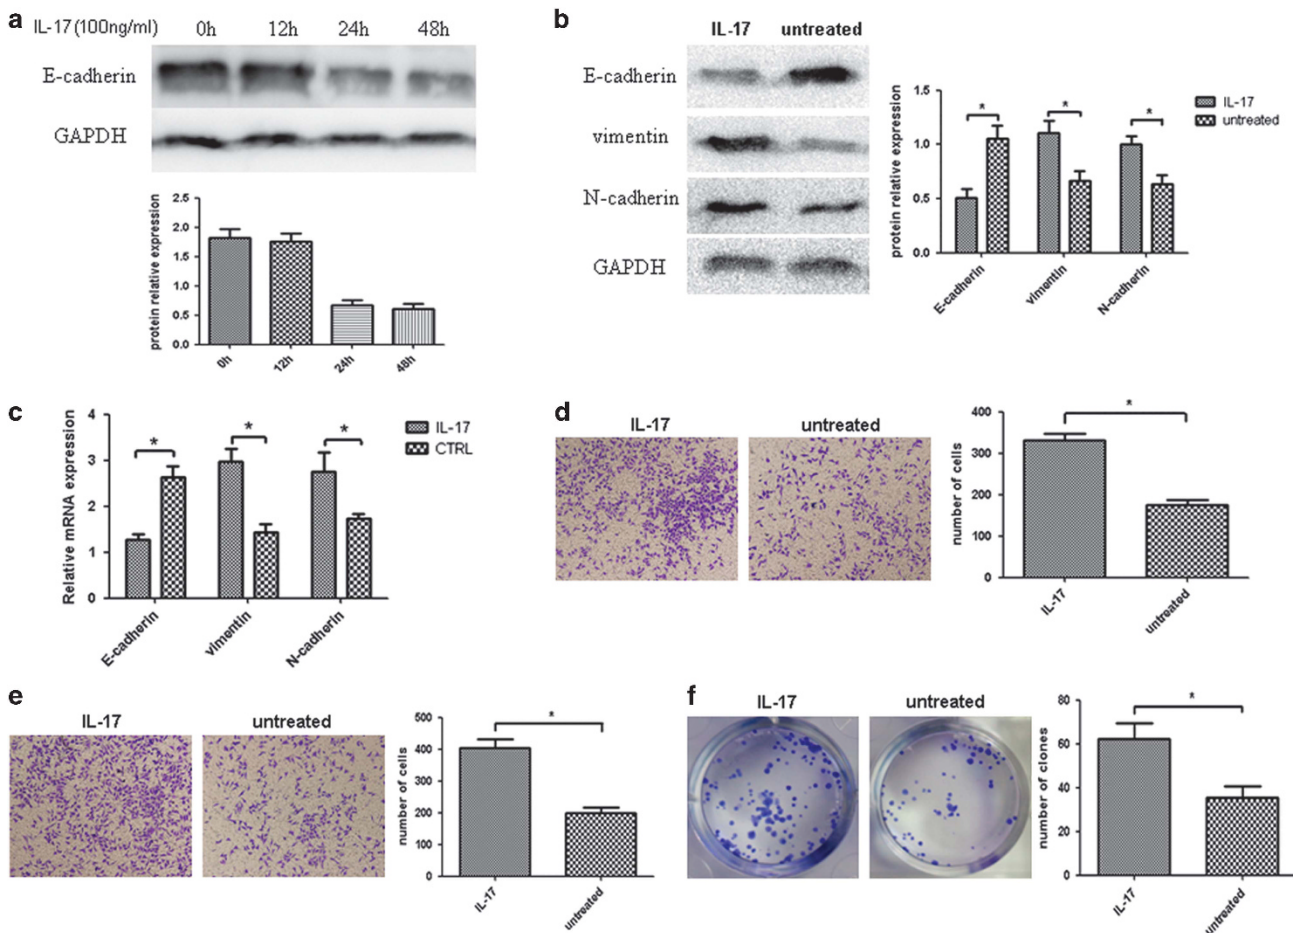 a
IL-17 (100ng/ml) 0h 12h 24h 48h
E-cadherin
GAPDH
protein relative expression
2.5
2.0
1.5
1.0
0.5
0.0
0h 12h 24h 48h
b
IL-17 untreated
E-cadherin
vimentin
N-cadherin
GAPDH
protein relative expression
1.5
1.0
0.5
0.0
* * *
E-cadherin vimentin N-cadherin
IL-17
untreated
c
Relative mRNA expression
4
3
2
1
0
* * *
E-cadherin vimentin N-cadherin
IL-17
CTRL
d
IL-17 untreated
number of cells
400
300
200
100
0
*
IL-17 untreated
e
IL-17 untreated
number of cells
500
400
300
200
100
0
*
IL-17 untreated
f
IL-17 untreated
number of clones
80
60
40
20
0
*
IL-17 untreated